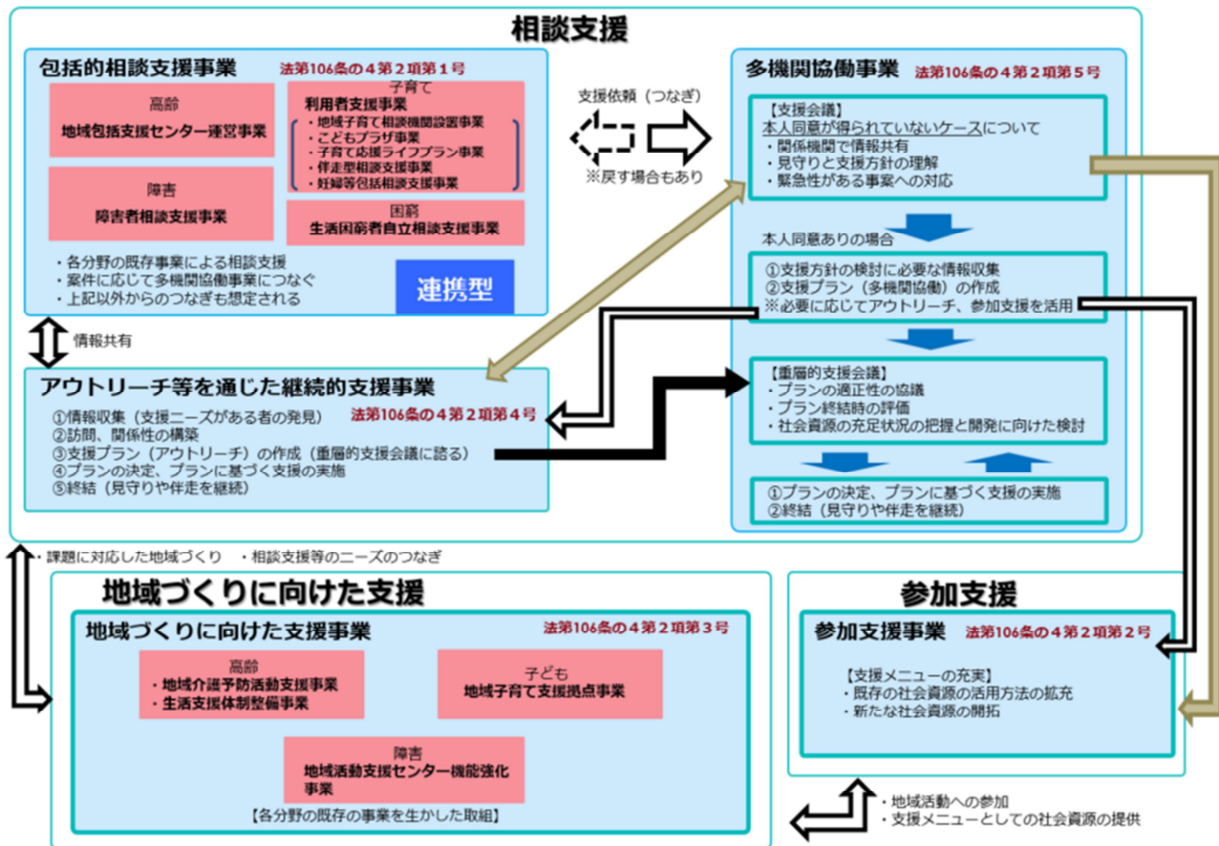 相談支援
包括的相談支援事業
法第106条の4第2項第1号
高齢
地域包括支援センター運営事業
子育て
利用者支援事業
・地域子育て相談機関設置事業
・こどもプラザ事業
・子育て応援ライフプラン事業
・伴走型相談支援事業
・妊婦等包括相談支援事業
障害
障害者相談支援事業
困窮
生活困窮者自立相談支援事業
・各分野の既存事業による相談支援
・案件に応じて多機関協働事業につなぐ
・上記以外からのつなぎも想定される
連携型
支援依頼（つなぎ）
※戻す場合もあり
多機関協働事業
法第106条の4第2項第5号
【支援会議】
本人同意が得られていないケースについて
・関係機関で情報共有
・見守りと支援方針の理解
・緊急性がある事案への対応
本人同意ありの場合
①支援方針の検討に必要な情報収集
②支援プラン（多機関協働）の作成
※必要に応じてアウトリーチ、参加支援を活用
【重層的支援会議】
・プランの適正性の協議
・プラン終結時の評価
・社会資源の充足状況の把握と開発に向けた検討
①プランの決定、プランに基づく支援の実施
②終結（見守りや伴走を継続）
情報共有
アウトリーチ等を通じた継続的支援事業
法第106条の4第2項第4号
①情報収集（支援ニーズがある者の発見）
②訪問、関係性の構築
③支援プラン（アウトリーチ）の作成（重層的支援会議に諮る）
④プランの決定、プランに基づく支援の実施
⑤終結（見守りや伴走を継続）
・課題に対応した地域づくり　・相談支援等のニーズのつなぎ
地域づくりに向けた支援
地域づくりに向けた支援事業
法第106条の4第2項第3号
高齢
・地域介護予防活動支援事業
・生活支援体制整備事業
子ども
地域子育て支援拠点事業
障害
地域活動支援センター機能強化
事業
【各分野の既存の事業を生かした取組】
参加支援
参加支援事業
法第106条の4第2項第2号
【支援メニューの充実】
・既存の社会資源の活用方法の拡充
・新たな社会資源の開拓
・地域活動への参加
・支援メニューとしての社会資源の提供